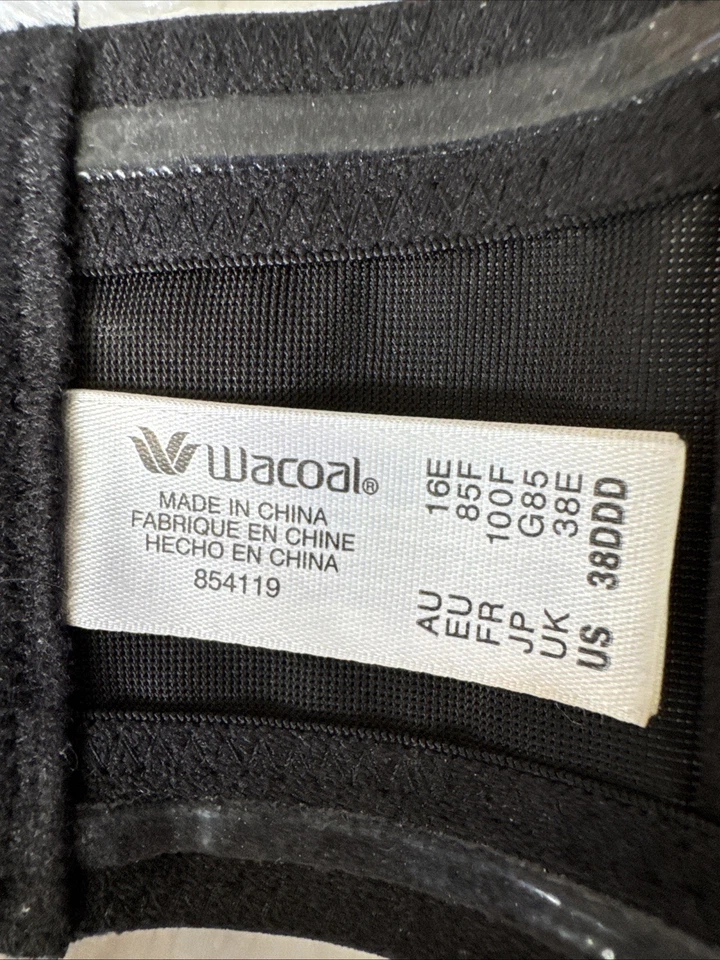 Wacoal®
MADE IN CHINA
FABRIQUE EN CHINE
HECHO EN CHINA
854119
AU 16E
EU 85F
FR 100F
JP G85
UK 38E
US 38DDD